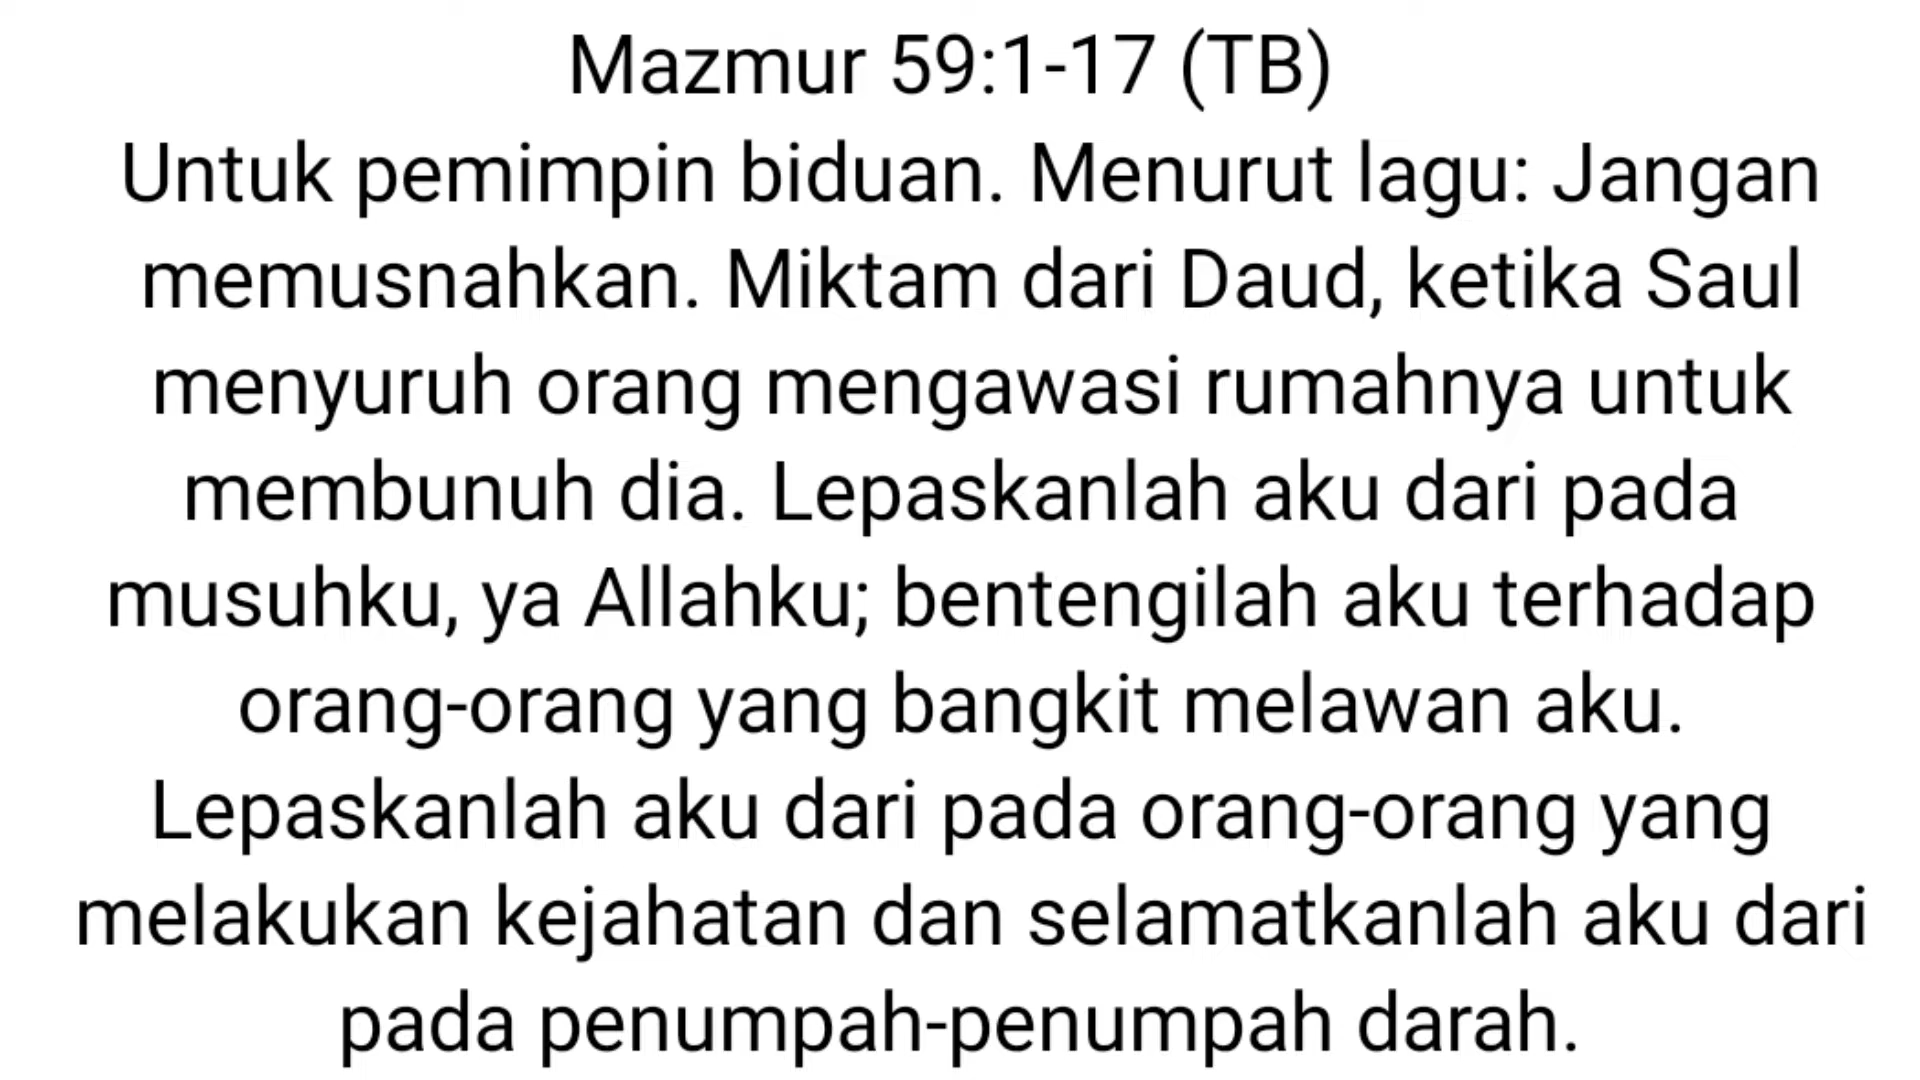 Mazmur 59:1-17 (TB)
Untuk pemimpin biduan. Menurut lagu: Jangan
memusnahkan. Miktam dari Daud, ketika Saul
menyuruh orang mengawasi rumahnya untuk
membunuh dia. Lepaskanlah aku dari pada
musuhku, ya Allahku; bentengilah aku terhadap
orang-orang yang bangkit melawan aku.
Lepaskanlah aku dari pada orang-orang yang
melakukan kejahatan dan selamatkanlah aku dari
pada penumpah-penumpah darah.